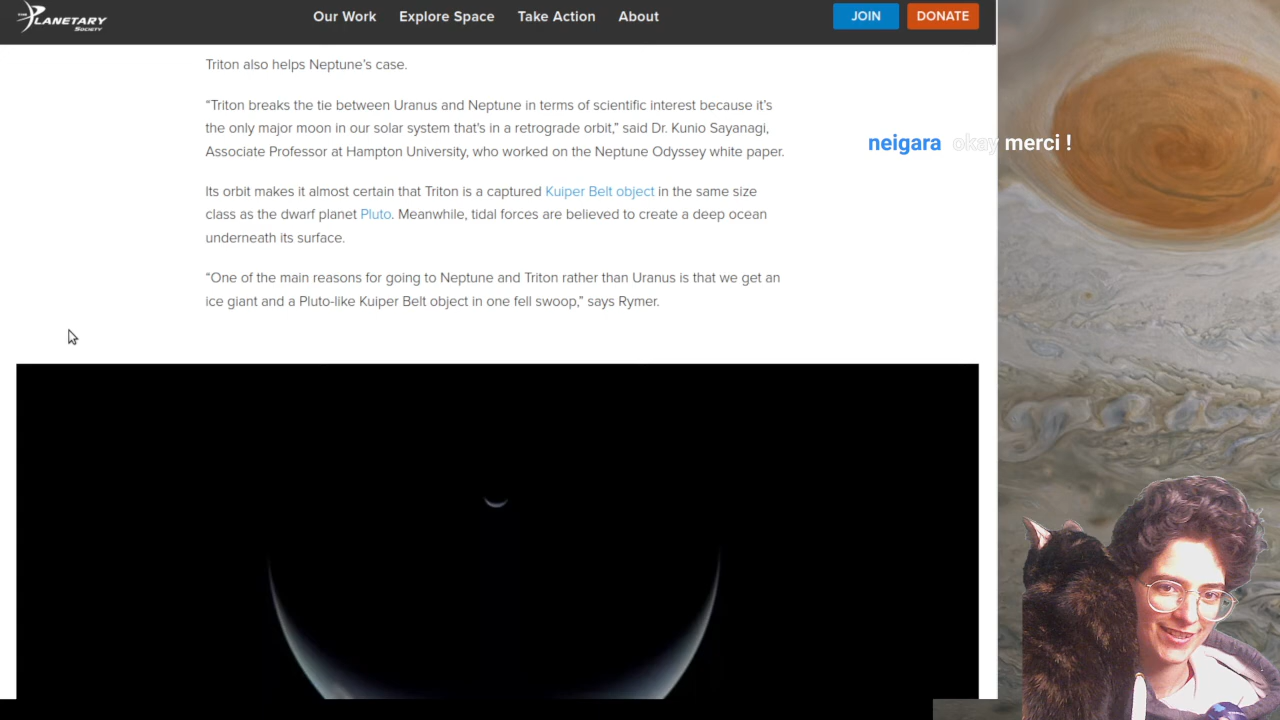 THE PLANETARY SOCIETY
Our Work Explore Space Take Action About JOIN DONATE
Triton also helps Neptune’s case.
“Triton breaks the tie between Uranus and Neptune in terms of scientific interest because it’s
the only major moon in our solar system that's in a retrograde orbit,” said Dr. Kunio Sayanagi,
Associate Professor at Hampton University, who worked on the Neptune Odyssey white paper.
Its orbit makes it almost certain that Triton is a captured Kuiper Belt object in the same size
class as the dwarf planet Pluto. Meanwhile, tidal forces are believed to create a deep ocean
underneath its surface.
“One of the main reasons for going to Neptune and Triton rather than Uranus is that we get an
ice giant and a Pluto-like Kuiper Belt object in one fell swoop,” says Rymer.
neigara okay merci !